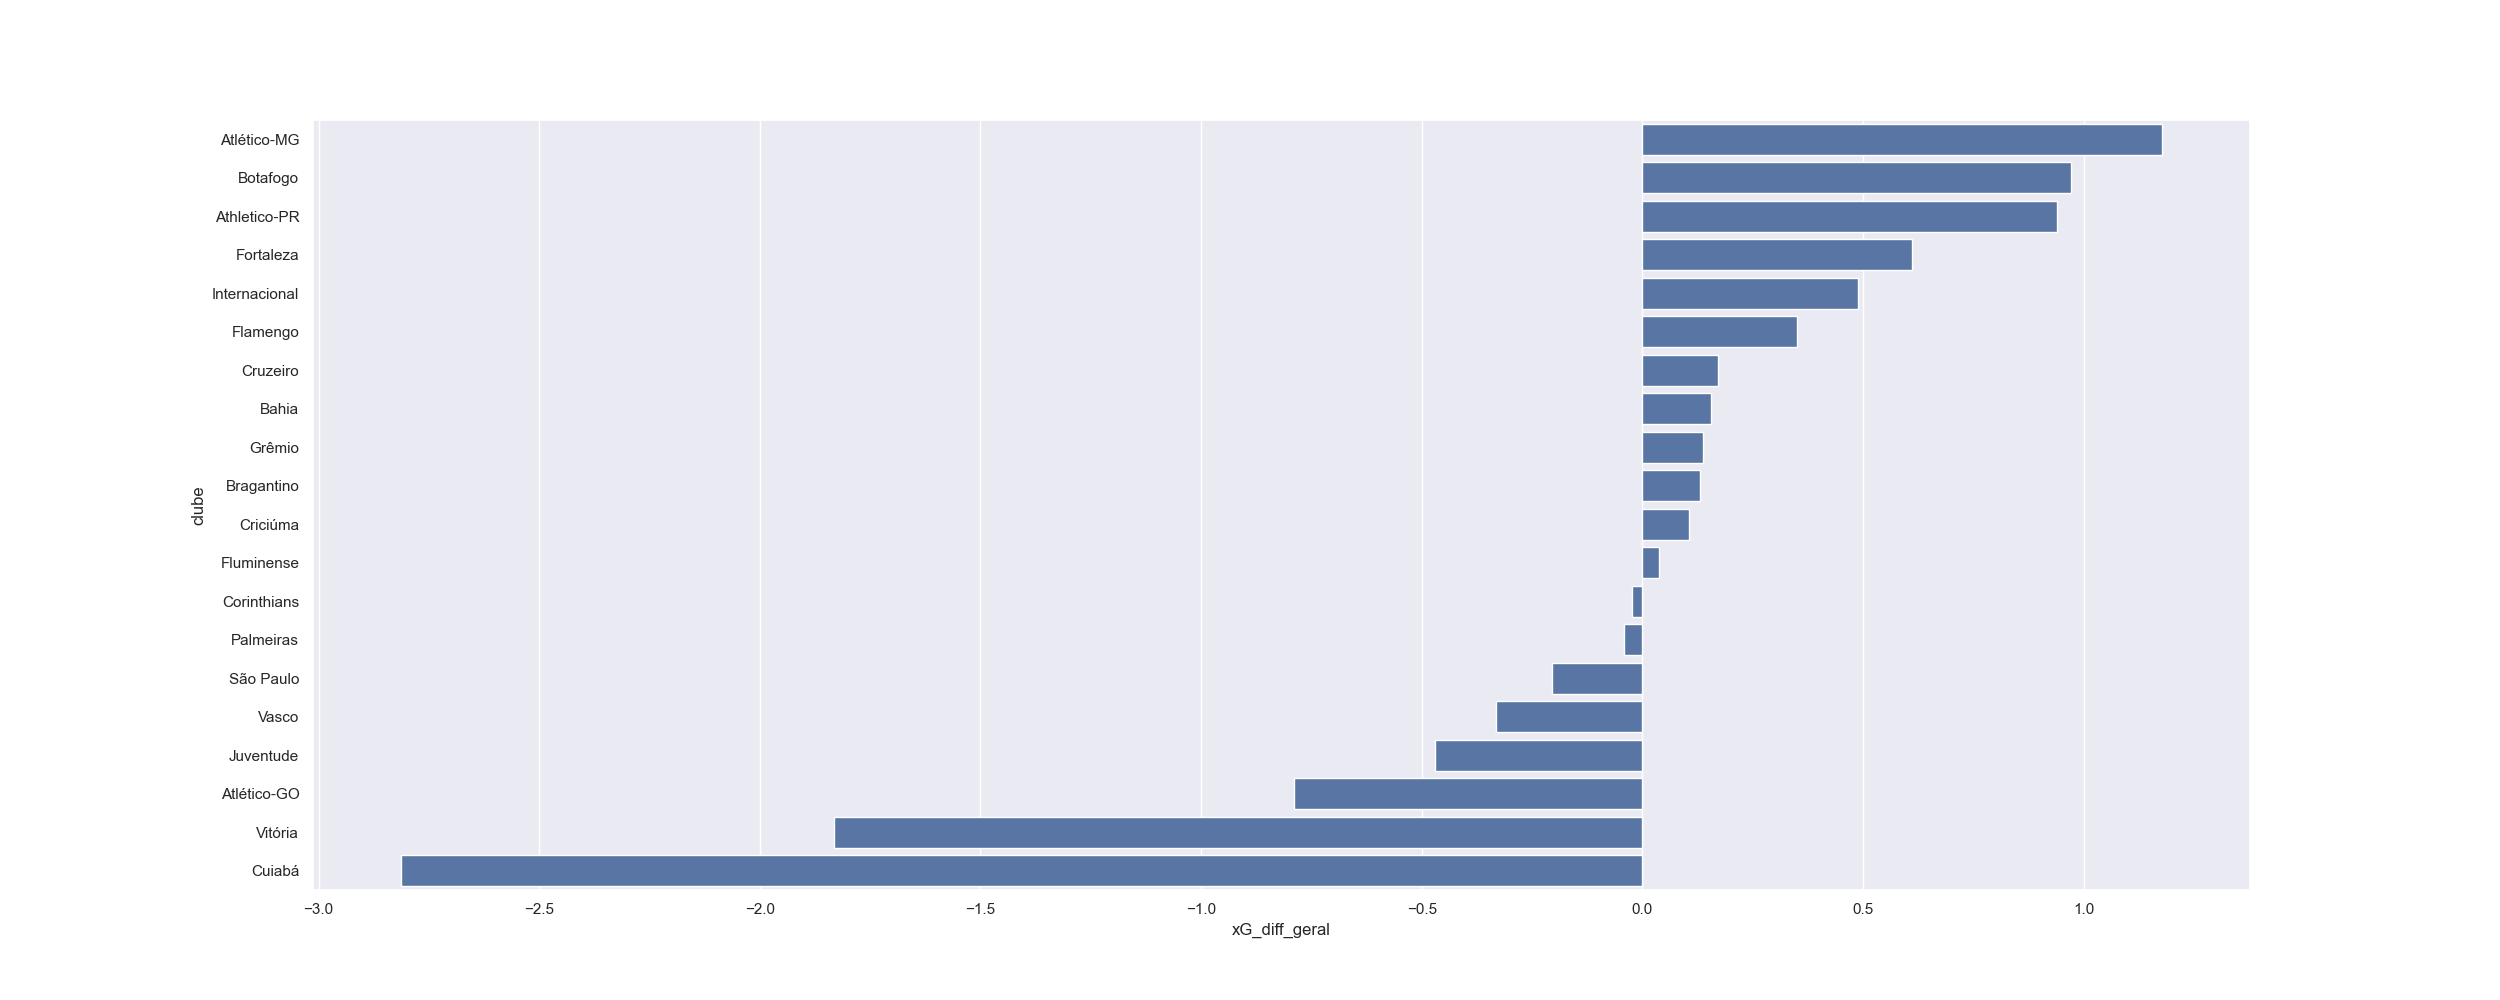 Atlético-MG
Botafogo
Athletico-PR
Fortaleza
Internacional
Flamengo
Cruzeiro
Bahia
Grêmio
Bragantino
Criciúma
Fluminense
Corinthians
Palmeiras
São Paulo
Vasco
Juventude
Atlético-GO
Vitória
Cuiabá
clube
−3.0 −2.5 −2.0 −1.5 −1.0 −0.5 0.0 0.5 1.0
xG_diff_geral